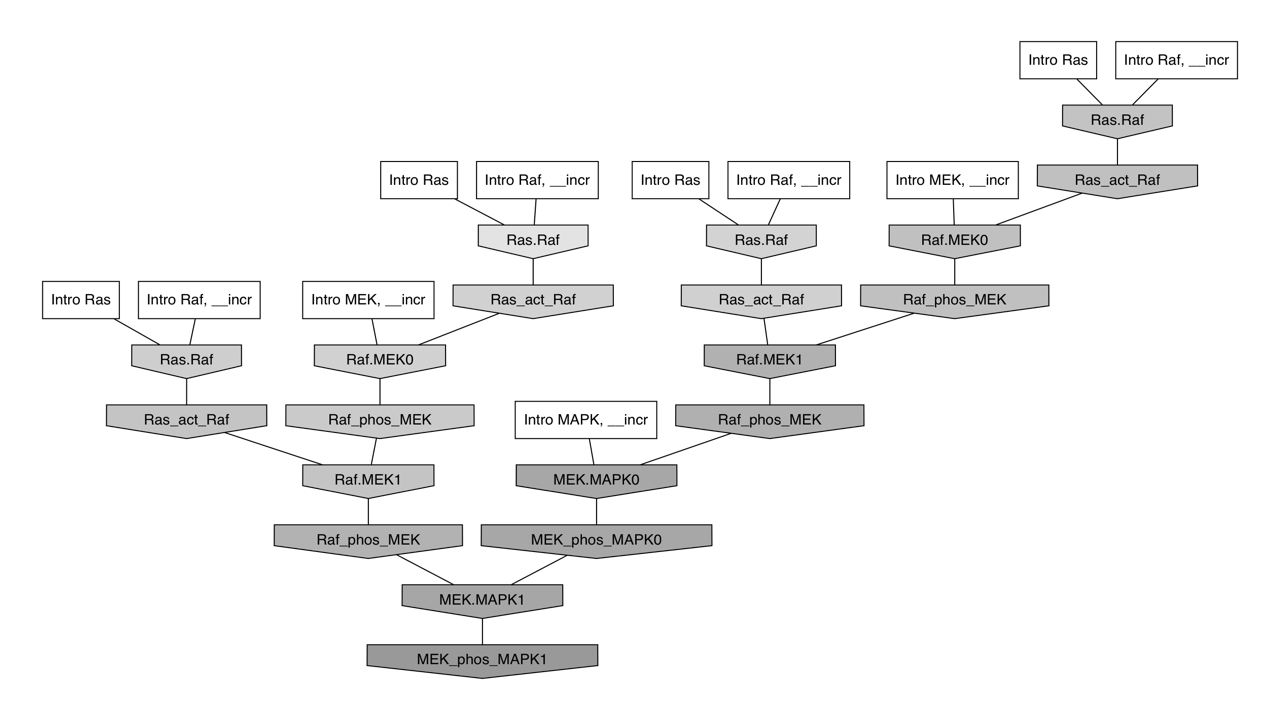 Intro Ras
Intro Raf, __incr
Ras.Raf
Intro Ras
Intro Raf, __incr
Intro Ras
Intro Raf, __incr
Intro MEK, __incr
Ras_act_Raf
Ras.Raf
Ras.Raf
Raf.MEK0
Intro Ras
Intro Raf, __incr
Intro MEK, __incr
Ras_act_Raf
Ras_act_Raf
Raf_phos_MEK
Ras.Raf
Raf.MEK0
Raf.MEK1
Ras_act_Raf
Raf_phos_MEK
Intro MAPK, __incr
Raf_phos_MEK
Raf.MEK1
MEK.MAPK0
Raf_phos_MEK
MEK_phos_MAPK0
MEK.MAPK1
MEK_phos_MAPK1